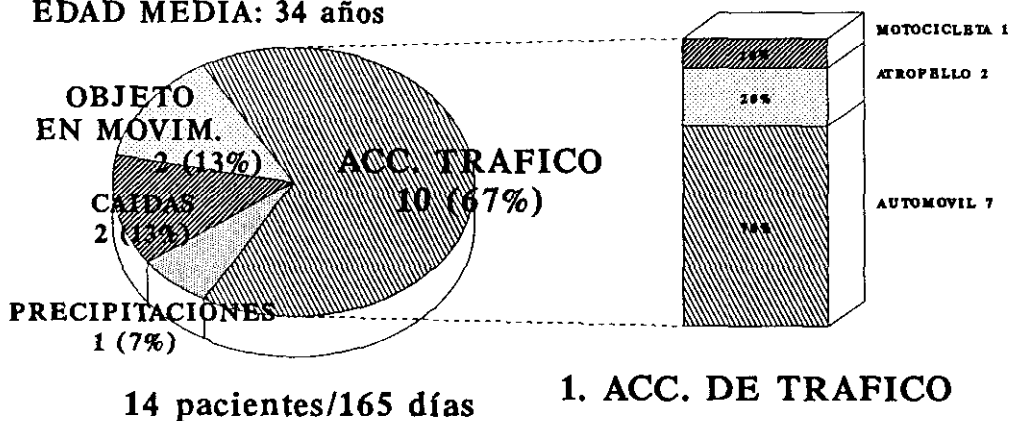 EDAD MEDIA: 34 años
OBJETO
EN MOVIM.
2 (13%)
CAIDAS
2 (13%)
PRECIPITACIONES
1 (7%)
ACC. TRAFICO
10 (67%)
MOTOCICLETA 1
ATROPELLO 2
20%
AUTOMOVIL 7
70%
14 pacientes/165 días
1. ACC. DE TRAFICO